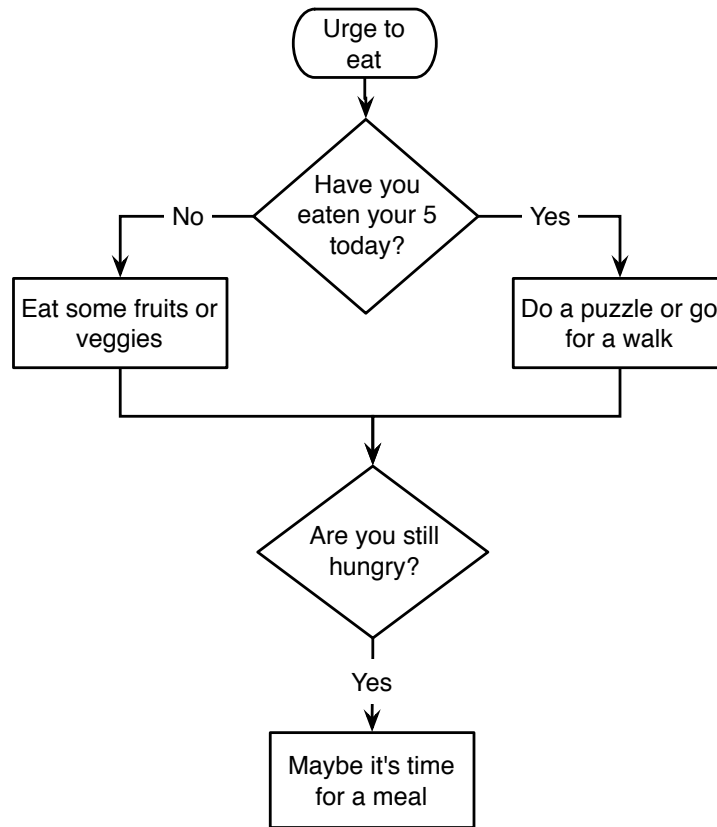 Urge to
eat
Have you
eaten your 5
today?
No
Yes
Eat some fruits or
veggies
Do a puzzle or go
for a walk
Are you still
hungry?
Yes
Maybe it's time
for a meal